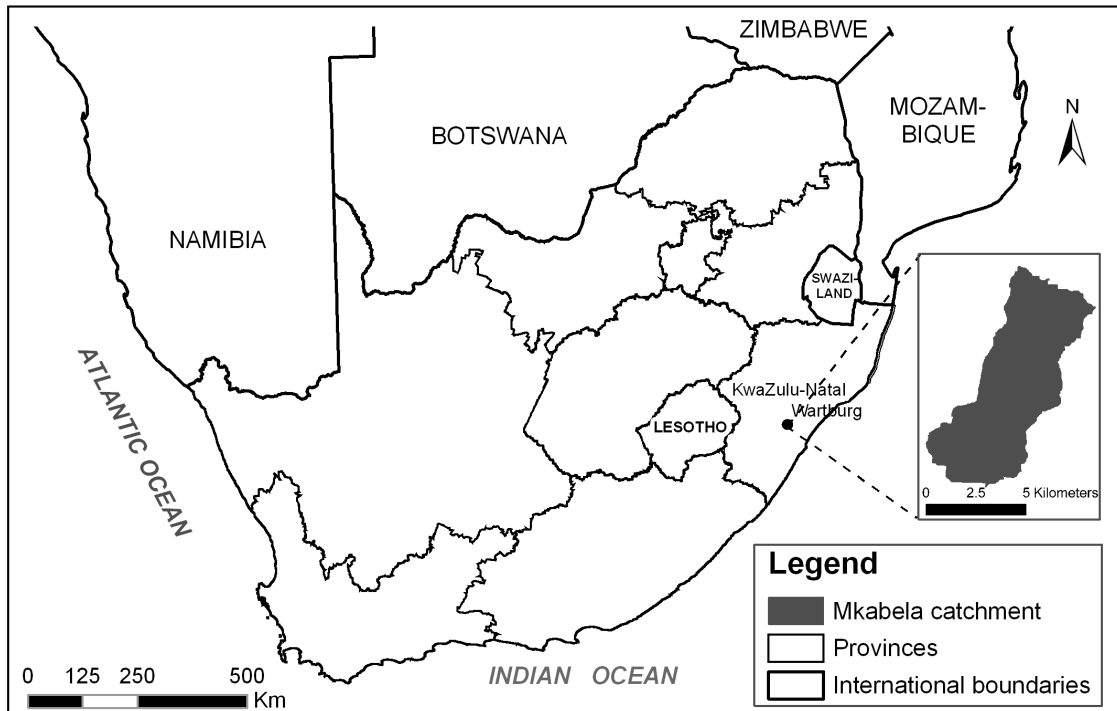 ZIMBABWE
MOZAM-
BIQUE
N
BOTSWANA
NAMIBIA
SWAZI-
LAND
ATLANTIC OCEAN
KwaZulu-Natal
Wartburg
LESOTHO
0 2.5 5 Kilometers
Legend
Mkabela catchment
Provinces
International boundaries
INDIAN OCEAN
0 125 250 500
Km